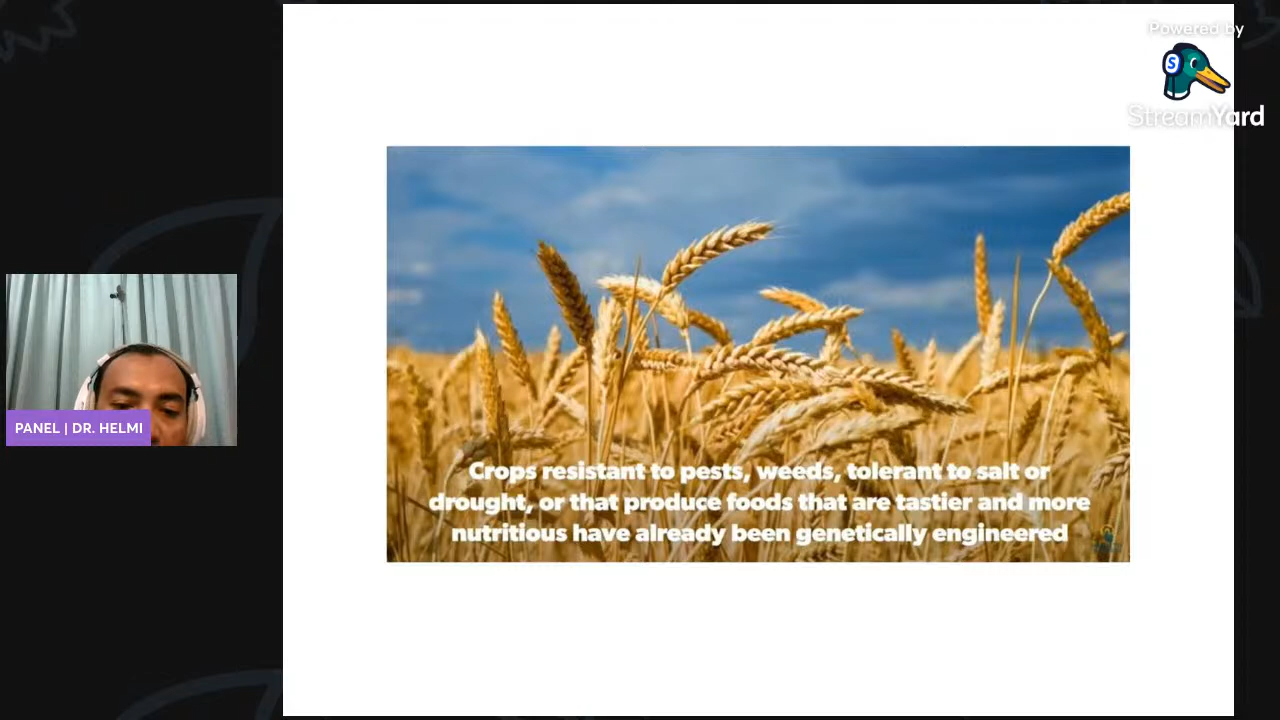 Powered by
StreamYard
PANEL | DR. HELMI
Crops resistant to pests, weeds, tolerant to salt or
drought, or that produce foods that are tastier and more
nutritious have already been genetically engineered